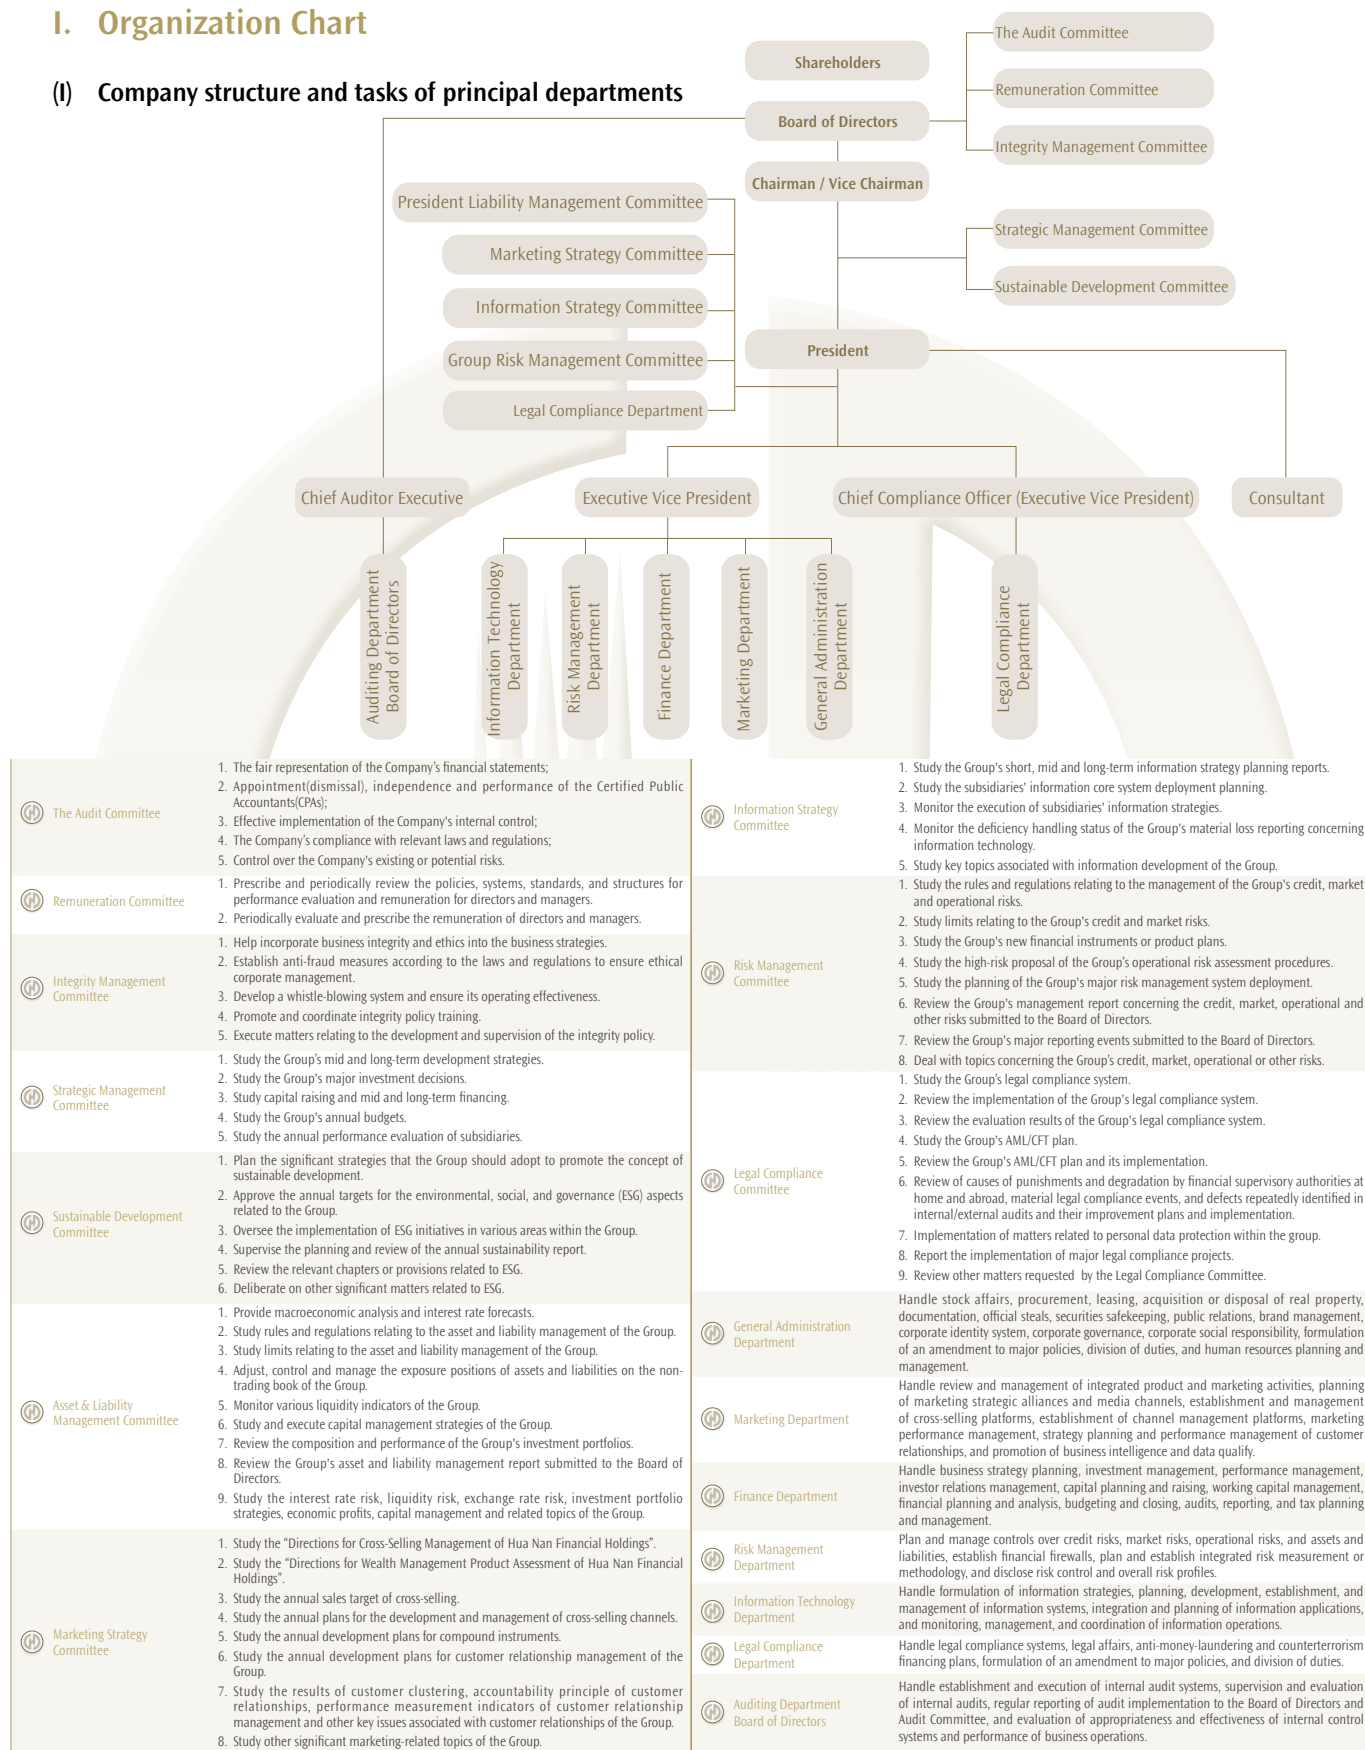 I. Organization Chart
(I) Company structure and tasks of principal departments
Shareholders
Board of Directors
Chairman / Vice Chairman
The Audit Committee
Remuneration Committee
Integrity Management Committee
President Liability Management Committee
Marketing Strategy Committee
Information Strategy Committee
Group Risk Management Committee
Legal Compliance Department
Strategic Management Committee
Sustainable Development Committee
President
Chief Auditor Executive
Executive Vice President
Chief Compliance Officer (Executive Vice President)
Consultant
Auditing Department
Board of Directors
Information Technology
Department
Risk Management
Department
Finance Department
Marketing Department
General Administration
Department
Legal Compliance
Department
The Audit Committee
1. The fair representation of the Company's financial statements;
2. Appointment(dismissal), independence and performance of the Certified Public
Accountants(CPAs);
3. Effective implementation of the Company's internal control;
4. The Company's compliance with relevant laws and regulations;
5. Control over the Company's existing or potential risks.
Remuneration Committee
1. Prescribe and periodically review the policies, systems, standards, and structures for
performance evaluation and remuneration for directors and managers.
2. Periodically evaluate and prescribe the remuneration of directors and managers.
Integrity Management
Committee
1. Help incorporate business integrity and ethics into the business strategies.
2. Establish anti-fraud measures according to the laws and regulations to ensure ethical
corporate management.
3. Develop a whistle-blowing system and ensure its operating effectiveness.
4. Promote and coordinate integrity policy training.
5. Execute matters relating to the development and supervision of the integrity policy.
Strategic Management
Committee
1. Study the Group's mid and long-term development strategies.
2. Study the Group's major investment decisions.
3. Study capital raising and mid and long-term financing.
4. Study the Group's annual budgets.
5. Study the annual performance evaluation of subsidiaries.
Sustainable Development
Committee
1. Plan the significant strategies that the Group should adopt to promote the concept of
sustainable development.
2. Approve the annual targets for the environmental, social, and governance (ESG) aspects
related to the Group.
3. Oversee the implementation of ESG initiatives in various areas within the Group.
4. Supervise the planning and review of the annual sustainability report.
5. Review the relevant chapters or provisions related to ESG.
6. Deliberate on other significant matters related to ESG.
Asset & Liability
Management Committee
1. Provide macroeconomic analysis and interest rate forecasts.
2. Study rules and regulations relating to the asset and liability management of the Group.
3. Study limits relating to the asset and liability management of the Group.
4. Adjust, control and manage the exposure positions of assets and liabilities on the non-
trading book of the Group.
5. Monitor various liquidity indicators of the Group.
6. Study and execute capital management strategies of the Group.
7. Review the composition and performance of the Group's investment portfolios.
8. Review the Group's asset and liability management report submitted to the Board of
Directors.
9. Study the interest rate risk, liquidity risk, exchange rate risk, investment portfolio
strategies, economic profits, capital management and related topics of the Group.
Marketing Strategy
Committee
1. Study the "Directions for Cross-Selling Management of Hua Nan Financial Holdings".
2. Study the "Directions for Wealth Management Product Assessment of Hua Nan Financial
Holdings".
3. Study the annual sales target of cross-selling.
4. Study the annual plans for the development and management of cross-selling channels.
5. Study the annual development plans for compound instruments.
6. Study the annual development plans for customer relationship management of the
Group.
7. Study the results of customer clustering, accountability principle of customer
relationships, performance measurement indicators of customer relationship
management and other key issues associated with customer relationships of the Group.
8. Study other significant marketing-related topics of the Group.
Information Strategy
Committee
1. Study the Group's short, mid and long-term information strategy planning reports.
2. Study the subsidiaries' information core system deployment planning.
3. Monitor the execution of subsidiaries' information strategies.
4. Monitor the deficiency handling status of the Group's material loss reporting concerning
information technology.
5. Study key topics associated with information development of the Group.
Risk Management
Committee
1. Study the rules and regulations relating to the management of the Group's credit, market
and operational risks.
2. Study limits relating to the Group's credit and market risks.
3. Study the Group's new financial instruments or product plans.
4. Study the high-risk proposal of the Group's operational risk assessment procedures.
5. Study the planning of the Group's major risk management system deployment.
6. Review the Group's management report concerning the credit, market, operational and
other risks submitted to the Board of Directors.
7. Review the Group's major reporting events submitted to the Board of Directors.
8. Deal with topics concerning the Group's credit, market, operational or other risks.
Legal Compliance
Committee
1. Study the Group's legal compliance system.
2. Review the implementation of the Group's legal compliance system.
3. Review the evaluation results of the Group's legal compliance system.
4. Study the Group's AML/CFT plan.
5. Review the Group's AML/CFT plan and its implementation.
6. Review of causes of punishments and degradation by financial supervisory authorities at
home and abroad, material legal compliance events, and defects repeatedly identified in
internal/external audits and their improvement plans and implementation.
7. Implementation of matters related to personal data protection within the group.
8. Report the implementation of major legal compliance projects.
9. Review other matters requested by the Legal Compliance Committee.
General Administration
Department
Handle stock affairs, procurement, leasing, acquisition or disposal of real property,
documentation, official steals, securities safekeeping, public relations, brand management,
corporate identity system, corporate governance, corporate social responsibility, formulation
of an amendment to major policies, division of duties, and human resources planning and
management.
Marketing Department
Handle review and management of integrated product and marketing activities, planning
of marketing strategic alliances and media channels, establishment and management
of cross-selling platforms, establishment of channel management platforms, marketing
performance management, strategy planning and performance management of customer
relationships, and promotion of business intelligence and data qualify.
Finance Department
Handle business strategy planning, investment management, performance management,
investor relations management, capital planning and raising, working capital management,
financial planning and analysis, budgeting and closing, audits, reporting, and tax planning
and management.
Risk Management
Department
Plan and manage controls over credit risks, market risks, operational risks, and assets and
liabilities, establish financial firewalls, plan and establish integrated risk measurement or
methodology, and disclose risk control and overall risk profiles.
Information Technology
Department
Handle formulation of information strategies, planning, development, establishment, and
management of information systems, integration and planning of information applications,
and monitoring, management, and coordination of information operations.
Legal Compliance
Department
Handle legal compliance systems, legal affairs, anti-money-laundering and counterterrorism
financing plans, formulation of an amendment to major policies, and division of duties.
Auditing Department
Board of Directors
Handle establishment and execution of internal audit systems, supervision and evaluation
of internal audits, regular reporting of audit implementation to the Board of Directors and
Audit Committee, and evaluation of appropriateness and effectiveness of internal control
systems and performance of business operations.